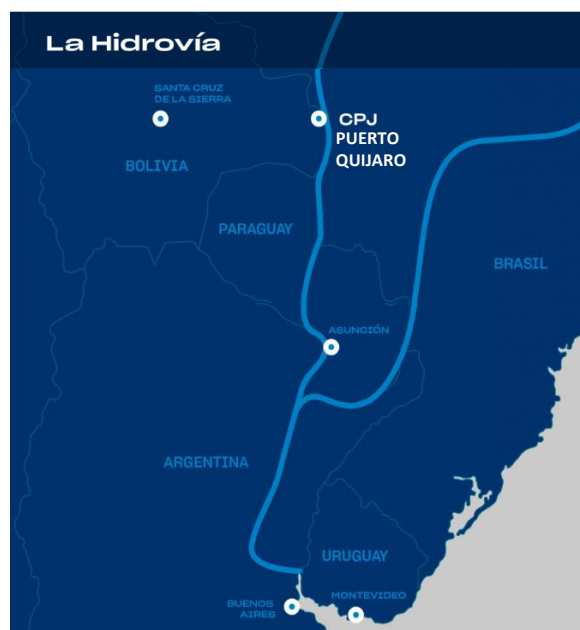 La Hidrovía
SANTA CRUZ
DE LA SIERRA
CPJ
PUERTO
QUIJARO
BOLIVIA
PARAGUAY
BRASIL
ASUNCIÓN
ARGENTINA
URUGUAY
BUENOS
AIRES
MONTEVIDEO